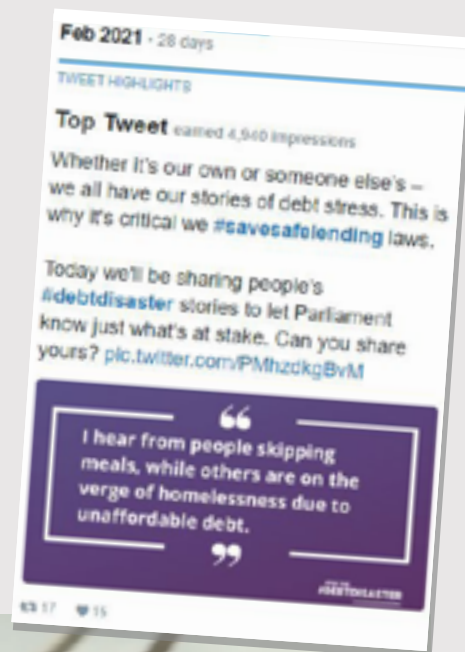 Feb 2021 • 28 days
TWEET HIGHLIGHTS
Top Tweet earned 4,940 impressions
Whether it's our own or someone else's –
we all have our stories of debt stress. This is
why it's critical we #savesafelending laws.
Today we'll be sharing people's
#debtdisaster stories to let Parliament
know just what's at stake. Can you share
yours? pic.twitter.com/PMhzdkgBvM
“
I hear from people skipping
meals, while others are on the
verge of homelessness due to
unaffordable debt.
”
#DEBTDISASTER
17 15